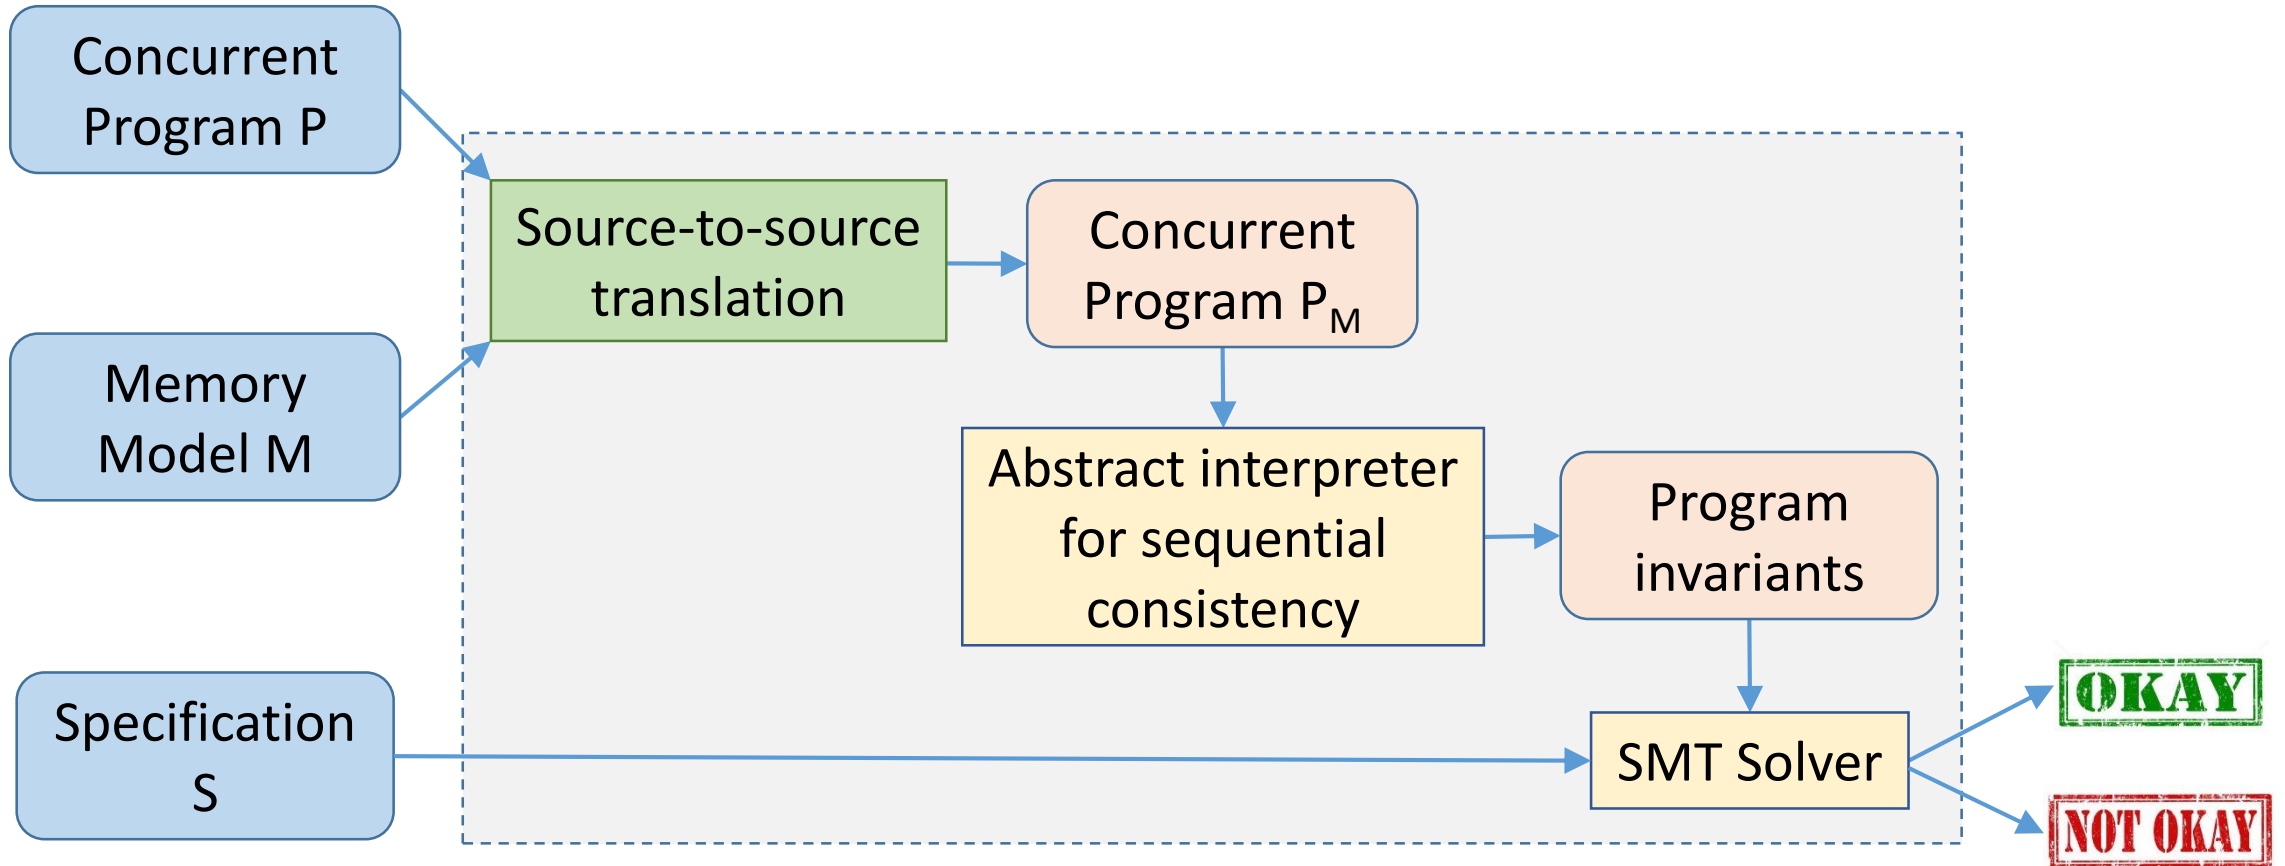 Concurrent
Program P
Memory
Model M
Specification
S
Source-to-source
translation
Concurrent
Program P_M
Abstract interpreter
for sequential
consistency
Program
invariants
SMT Solver
OKAY
NOT OKAY